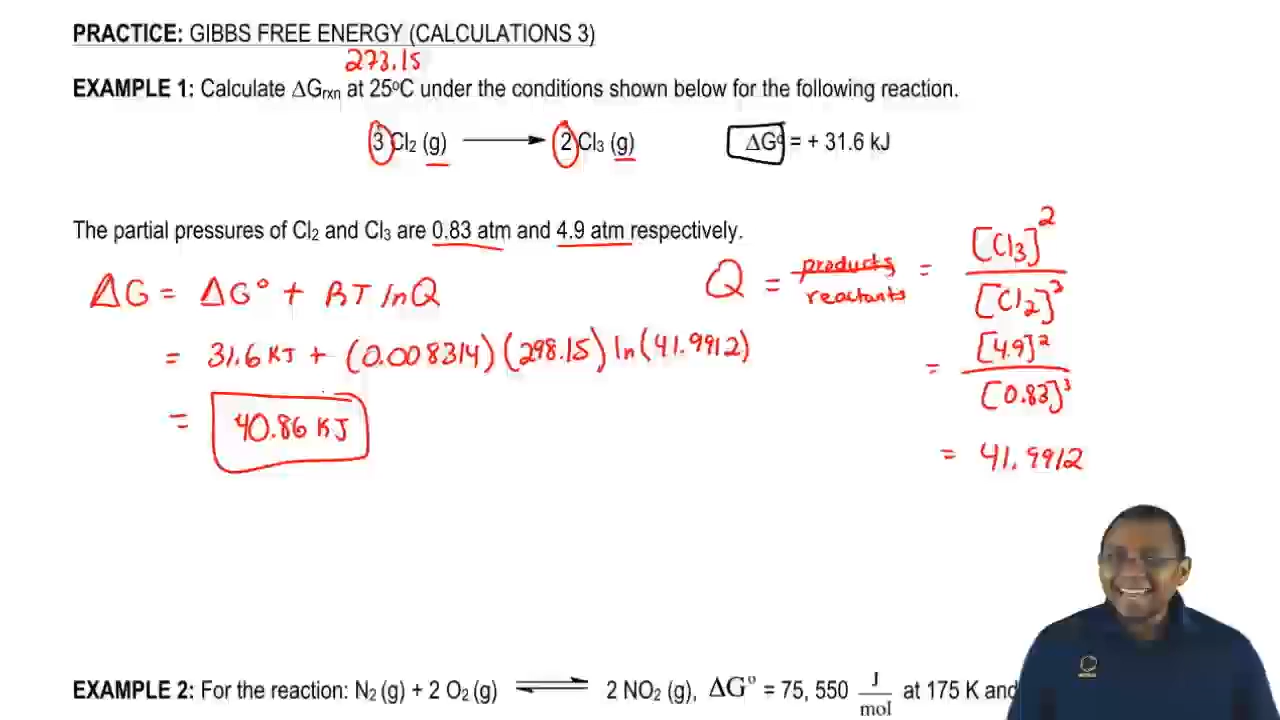 PRACTICE: GIBBS FREE ENERGY (CALCULATIONS 3)
273.15
EXAMPLE 1: Calculate ΔGrxn at 25°C under the conditions shown below for the following reaction.
3 Cl₂ (g) ⟶ 2 Cl₃ (g) ΔG° = + 31.6 kJ
The partial pressures of Cl₂ and Cl₃ are 0.83 atm and 4.9 atm respectively.
ΔG = ΔG° + RT lnQ
= 31.6 KJ + (0.008314)(298.15) ln(41.9912)
= 40.86 KJ
Q = products / reactants = [Cl₃]² / [Cl₂]³
= [4.9]² / [0.83]³
= 41.9912
EXAMPLE 2: For the reaction: N₂ (g) + 2 O₂ (g) ⇌ 2 NO₂ (g), ΔG° = 75, 550 J/mol at 175 K and